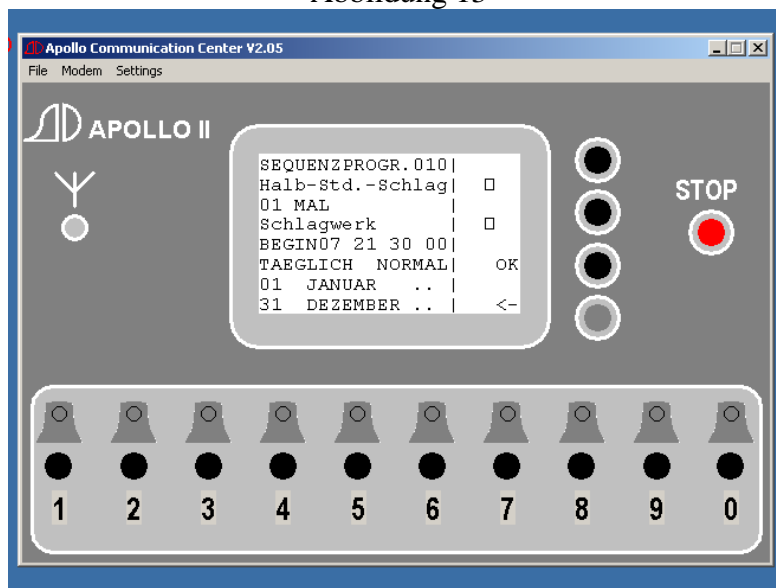 Apollo Communication Center V2.05
File Modem Settings
APOLLO II
SEQUENZPROGR.010|
Halb-Std.-Schlag|
01 MAL |
Schlagwerk |
BEGIN07 21 30 00|
TAEGLICH NORMAL| OK
01 JANUAR .. |
31 DEZEMBER .. | <-
STOP
1 2 3 4 5 6 7 8 9 0